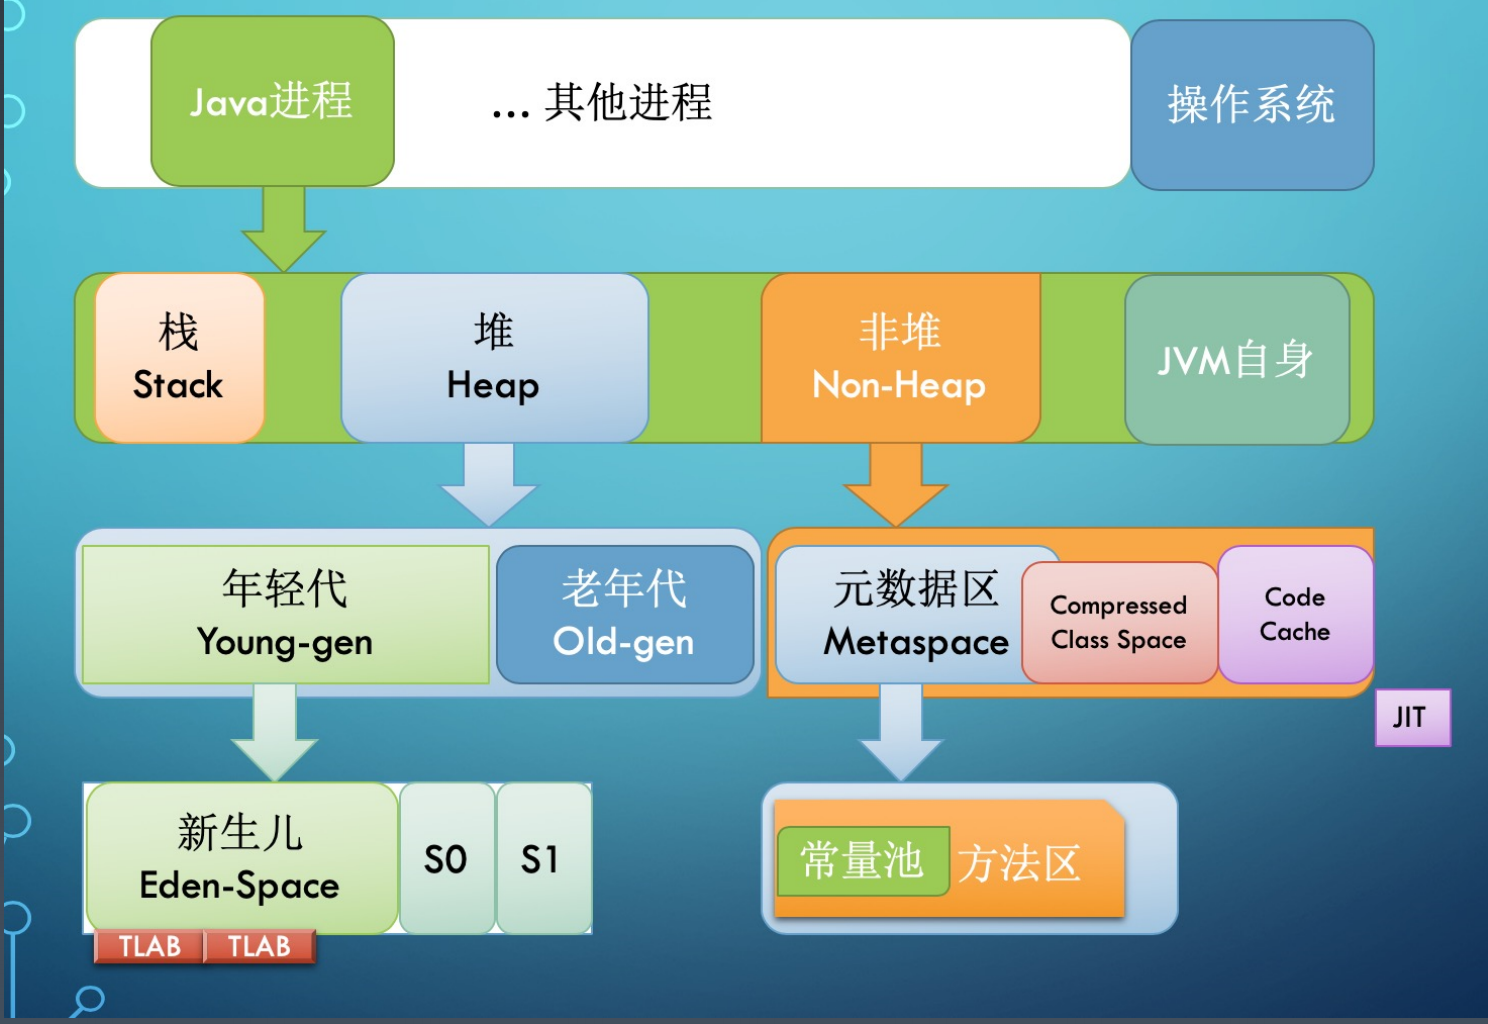 Java进程
... 其他进程
操作系统
栈
Stack
堆
Heap
非堆
Non-Heap
JVM自身
年轻代
Young-gen
老年代
Old-gen
元数据区
Metaspace
Compressed
Class Space
Code
Cache
JIT
新生儿
Eden-Space
S0
S1
TLAB
TLAB
常量池
方法区